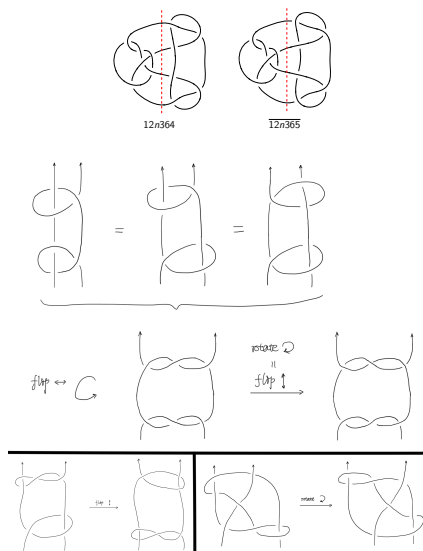 12n364
12n365
=
=
rotate
=
flip ↔
flip ↕
flip ↕
rotate